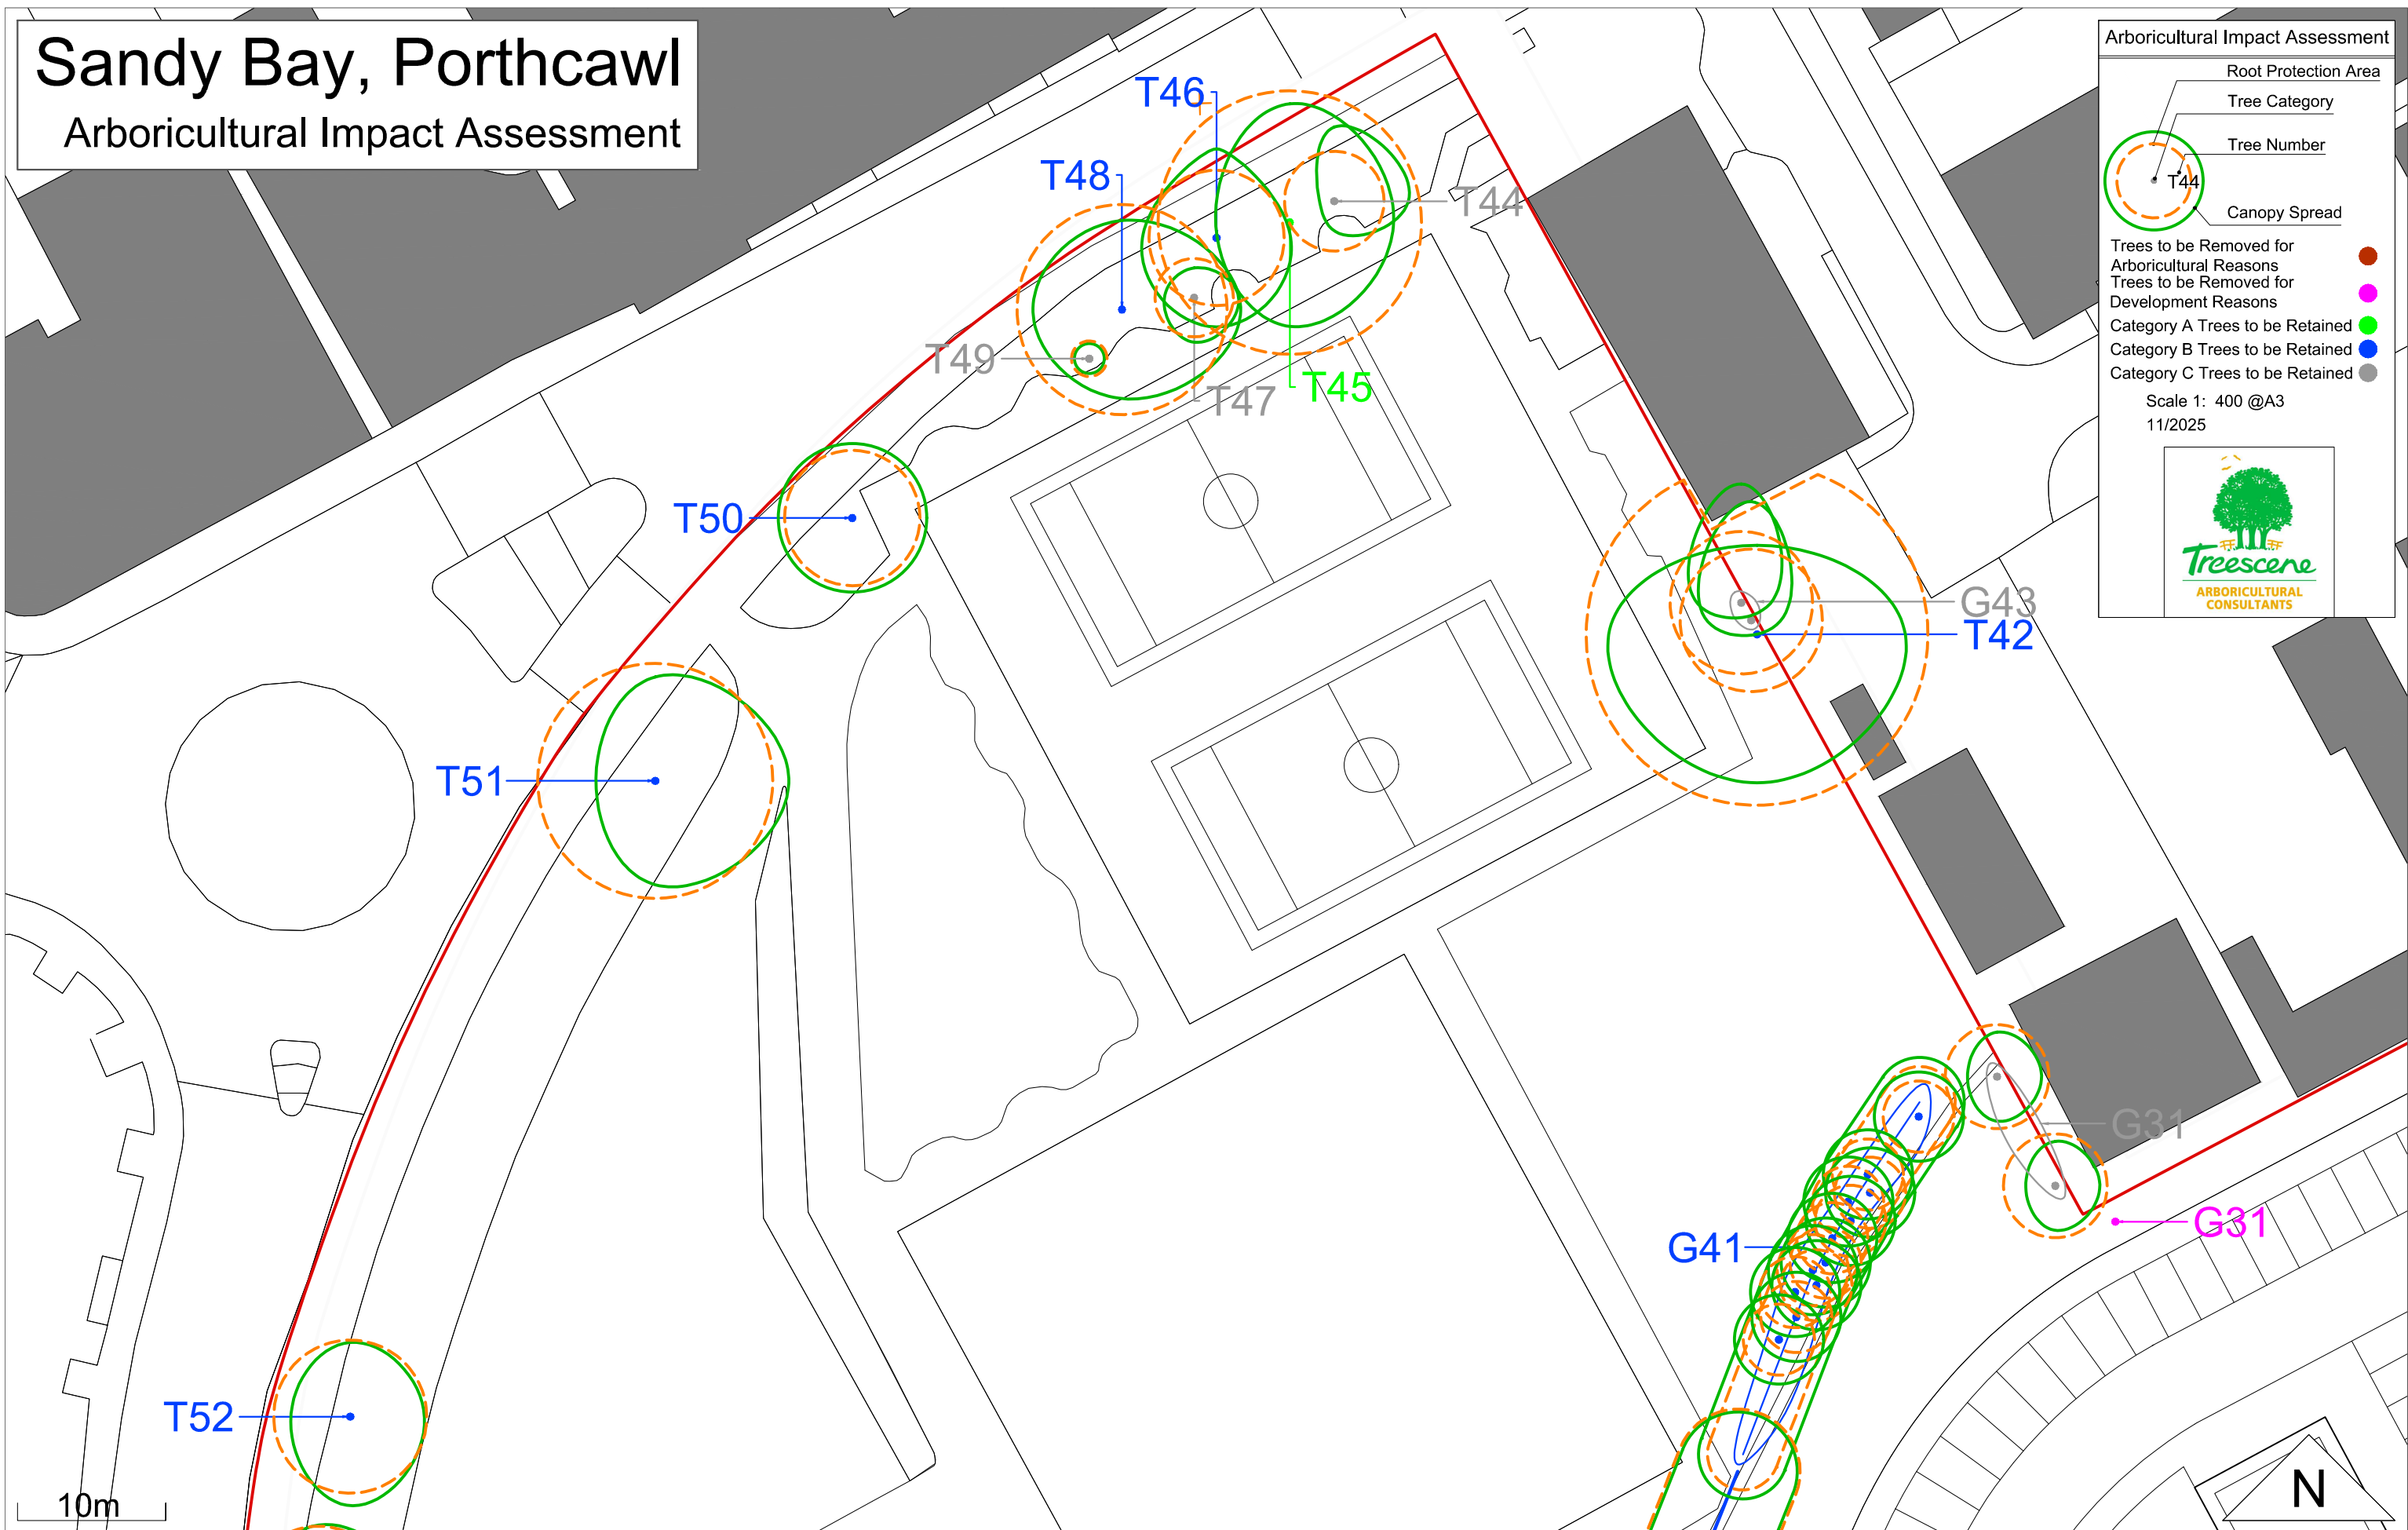 Sandy Bay, Porthcawl
Arboricultural Impact Assessment
Arboricultural Impact Assessment
Root Protection Area
Tree Category
Tree Number
T44
Canopy Spread
Trees to be Removed for
Arboricultural Reasons
Trees to be Removed for
Development Reasons
Category A Trees to be Retained
Category B Trees to be Retained
Category C Trees to be Retained
Scale 1: 400 @A3
11/2025
Treescene
ARBORICULTURAL
CONSULTANTS
T46
T48
T44
T49
T47
T45
T50
G43
T42
T51
G31
G31
G41
T52
10m
N